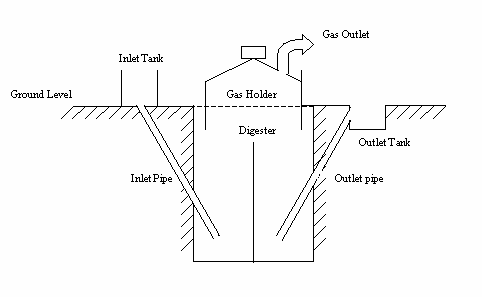 Gas Outlet
Inlet Tank
Ground Level
Gas Holder
Digester
Outlet Tank
Inlet Pipe
Outlet pipe